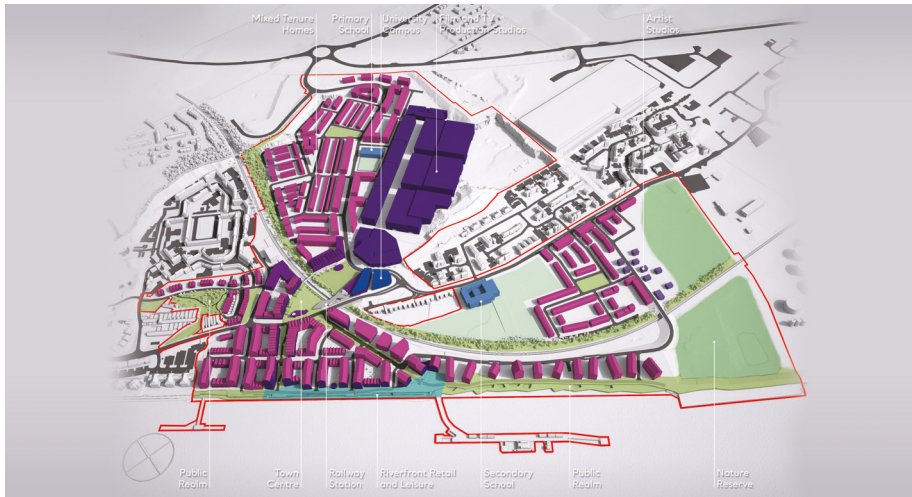 Mixed Tenure
Homes
Primary
School
University
Campus
Film and TV
Production Studios
Artist
Studios
Public
Realm
Town
Centre
Railway
Station
Riverfront Retail
and Leisure
Secondary
School
Public
Realm
Nature
Reserve